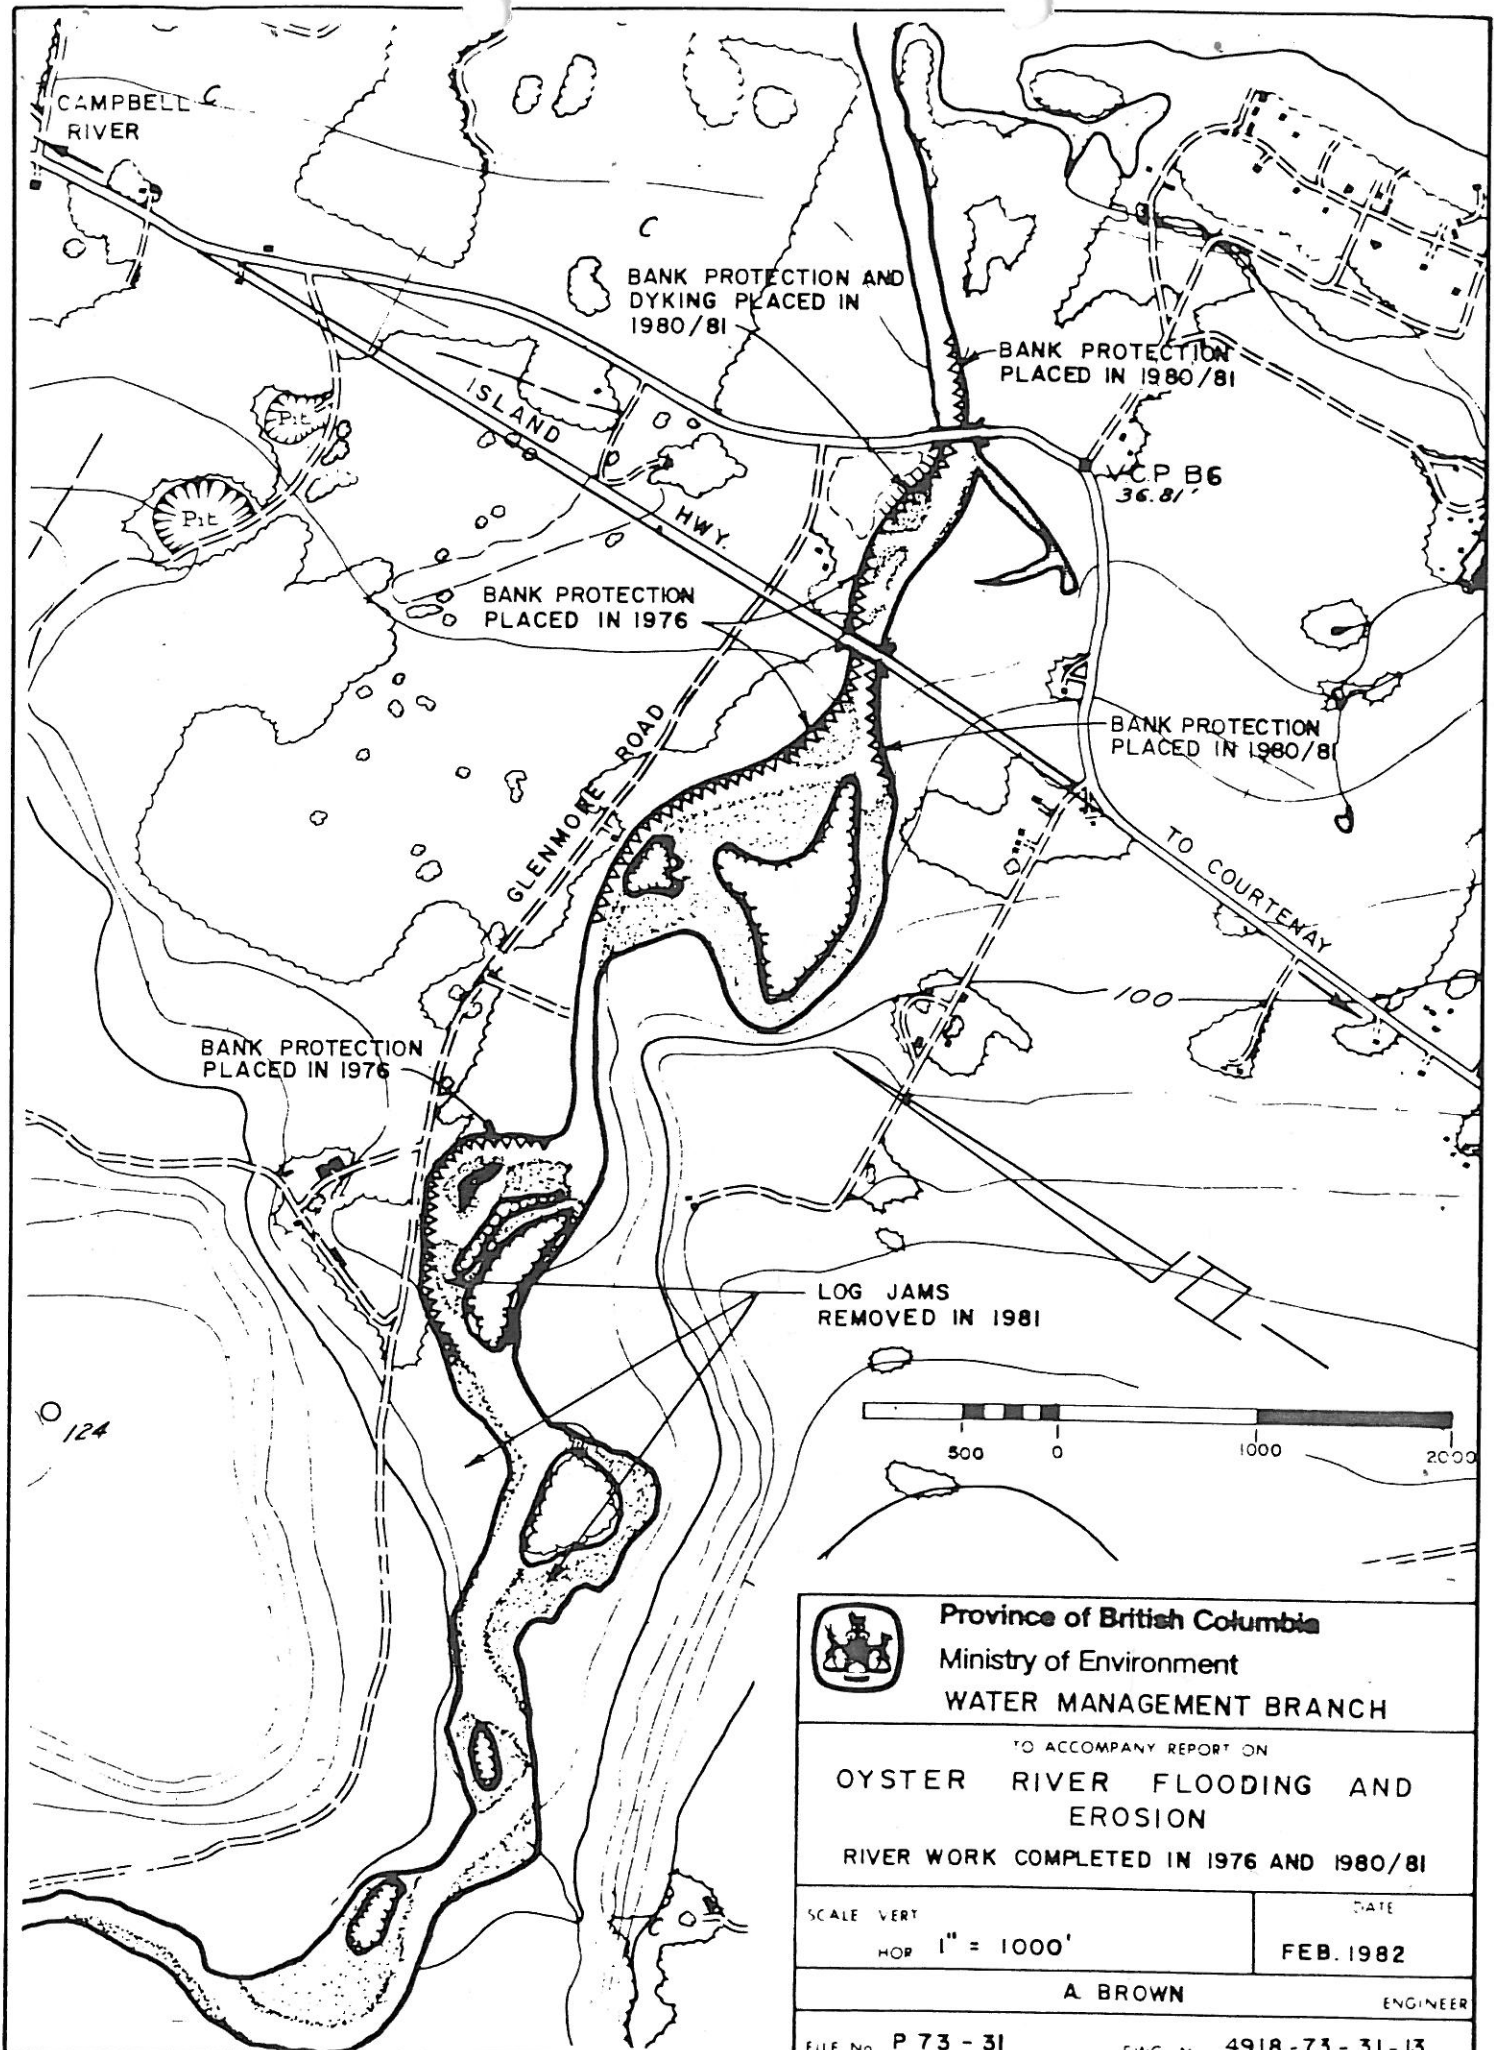 CAMPBELL
RIVER
C
C
BANK PROTECTION AND
DYKING PLACED IN
1980/81
BANK PROTECTION
PLACED IN 1980/81
ISLAND
HWY.
Pit
Pit
V.C.P B6
36.81'
BANK PROTECTION
PLACED IN 1976
GLENMORE ROAD
BANK PROTECTION
PLACED IN 1980/81
TO COURTENAY
100
BANK PROTECTION
PLACED IN 1976
LOG JAMS
REMOVED IN 1981
124
500 0 1000 2000
Province of British Columbia
Ministry of Environment
WATER MANAGEMENT BRANCH
TO ACCOMPANY REPORT ON
OYSTER RIVER FLOODING AND
EROSION
RIVER WORK COMPLETED IN 1976 AND 1980/81
SCALE VERT
HOR 1" = 1000'
DATE
FEB. 1982
A. BROWN
ENGINEER
FILE No. P 73-31 4918-73-31-13